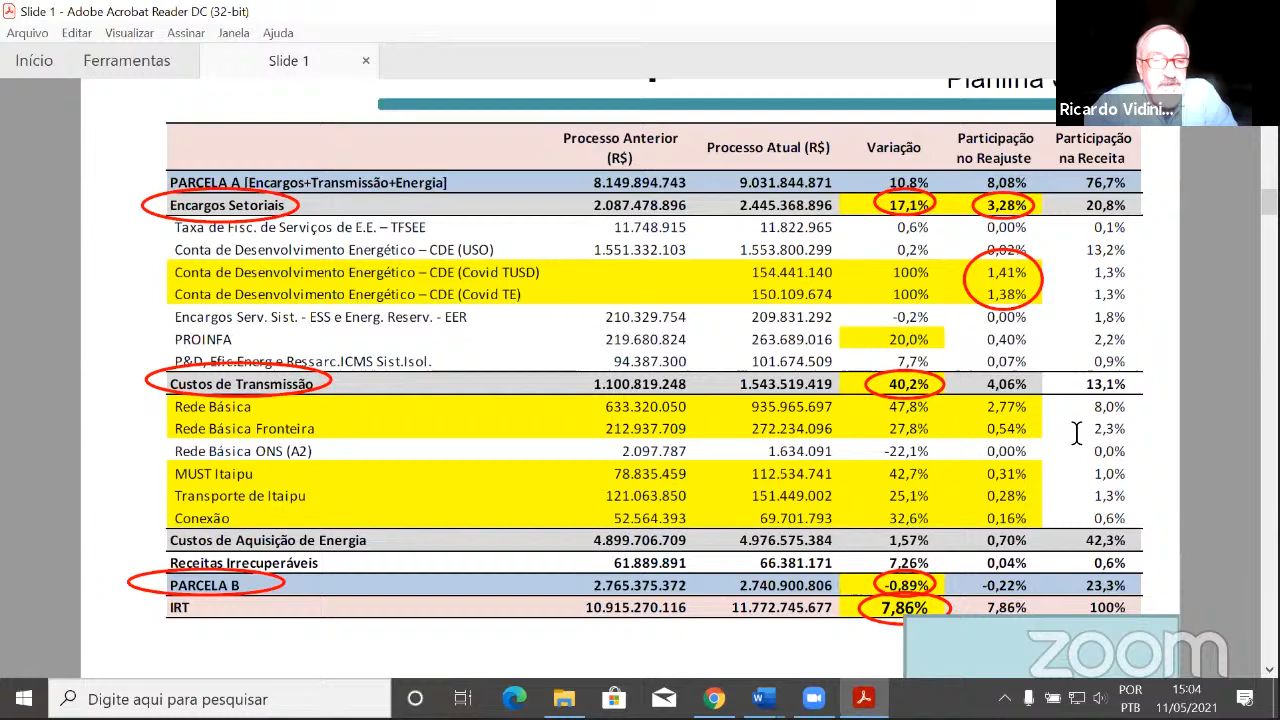 Slide 1 - Adobe Acrobat Reader DC (32-bit)
Arquivo Editar Visualizar Assinar Janela Ajuda
Início Ferramentas Slide 1 ×
Planilha
Ricardo Vidini...
Processo Anterior (R$) Processo Atual (R$) Variação Participação no Reajuste Participação na Receita
PARCELA A [Encargos+Transmissão+Energia] 8.149.894.743 9.031.844.871 10,8% 8,08% 76,7%
Encargos Setoriais 2.087.478.896 2.445.368.896 17,1% 3,28% 20,8%
Taxa de Fisc. de Serviços de E.E. – TFSEE 11.748.915 11.822.965 0,6% 0,00% 0,1%
Conta de Desenvolvimento Energético – CDE (USO) 1.551.332.103 1.553.800.299 0,2% 0,02% 13,2%
Conta de Desenvolvimento Energético – CDE (Covid TUSD) 154.441.140 100% 1,41% 1,3%
Conta de Desenvolvimento Energético – CDE (Covid TE) 150.109.674 100% 1,38% 1,3%
Encargos Serv. Sist. - ESS e Energ. Reserv. - EER 210.329.754 209.831.292 -0,2% 0,00% 1,8%
PROINFA 219.680.824 263.689.016 20,0% 0,40% 2,2%
P&D, Efic.Energ e Ressarc.ICMS Sist.Isol. 94.387.300 101.674.509 7,7% 0,07% 0,9%
Custos de Transmissão 1.100.819.248 1.543.519.419 40,2% 4,06% 13,1%
Rede Básica 633.320.050 935.965.697 47,8% 2,77% 8,0%
Rede Básica Fronteira 212.937.709 272.234.096 27,8% 0,54% 2,3%
Rede Básica ONS (A2) 2.097.787 1.634.091 -22,1% 0,00% 0,0%
MUST Itaipu 78.835.459 112.534.741 42,7% 0,31% 1,0%
Transporte de Itaipu 121.063.850 151.449.002 25,1% 0,28% 1,3%
Conexão 52.564.393 69.701.793 32,6% 0,16% 0,6%
Custos de Aquisição de Energia 4.899.706.709 4.976.575.384 1,57% 0,70% 42,3%
Receitas Irrecuperáveis 61.889.891 66.381.171 7,26% 0,04% 0,6%
PARCELA B 2.765.375.372 2.740.900.806 -0,89% -0,22% 23,3%
IRT 10.915.270.116 11.772.745.677 7,86% 7,86% 100%
zoom
Digite aqui para pesquisar
POR 15:04
PTB 11/05/2021